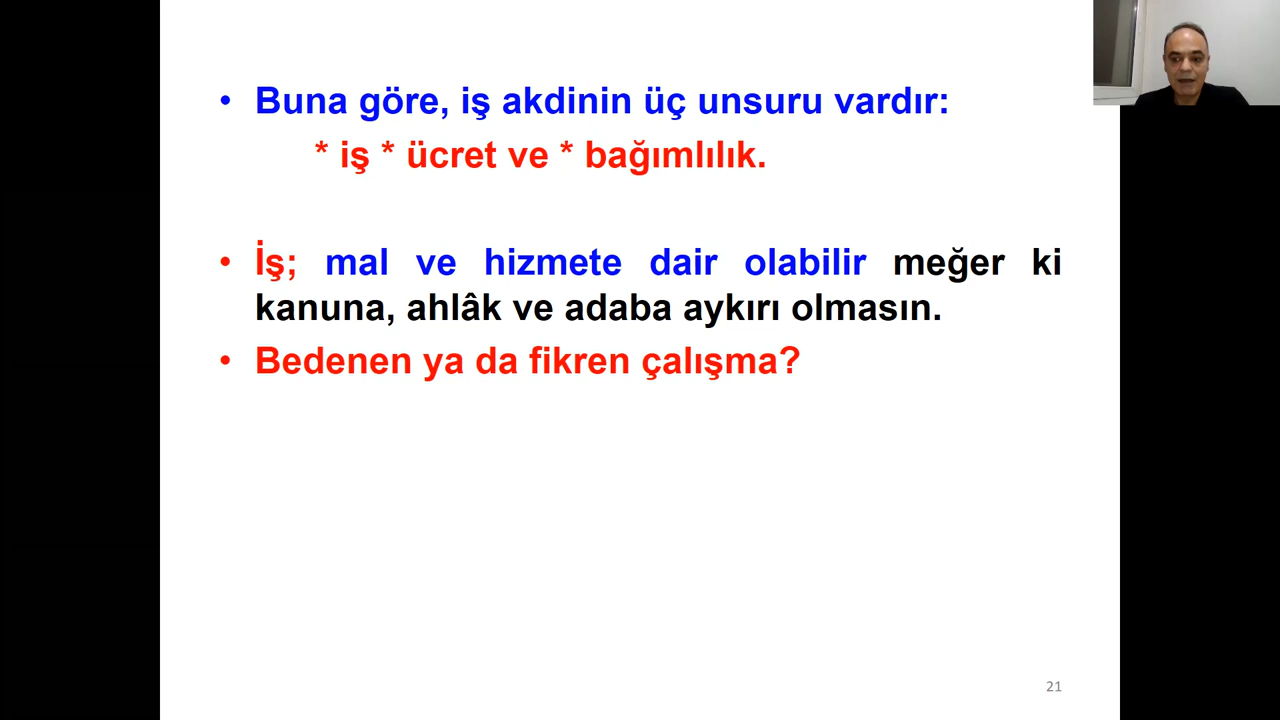 • Buna göre, iş akdinin üç unsuru vardır:
* iş * ücret ve * bağımlılık.
• İş; mal ve hizmete dair olabilir meğer ki
kanuna, ahlâk ve adaba aykırı olmasın.
• Bedenen ya da fikren çalışma?
21